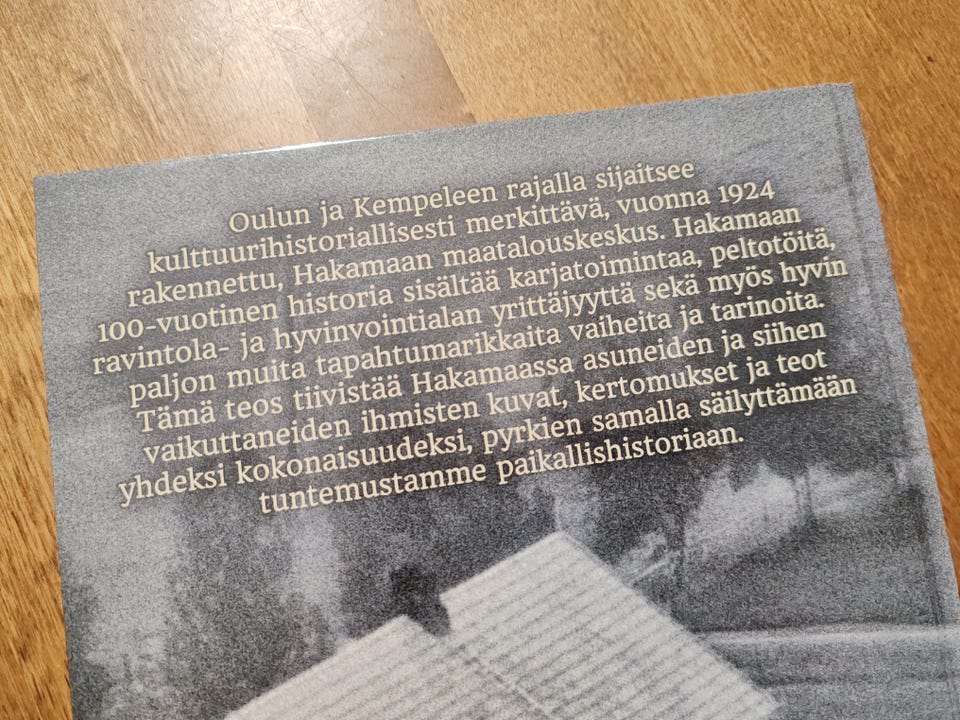 Oulun ja Kempeleen rajalla sijaitsee
kulttuurihistoriallisesti merkittävä, vuonna 1924
rakennettu, Hakamaan maatalouskeskus. Hakamaan
100-vuotinen historia sisältää karjatoimintaa, peltotöitä,
ravintola- ja hyvinvointialan yrittäjyyttä sekä myös hyvin
paljon muita tapahtumarikkaita vaiheita ja tarinoita.
Tämä teos tiivistää Hakamaassa asuneiden ja siihen
vaikuttaneiden ihmisten kuvat, kertomukset ja teot
yhdeksi kokonaisuudeksi, pyrkien samalla säilyttämään
tuntemustamme paikallishistoriaan.